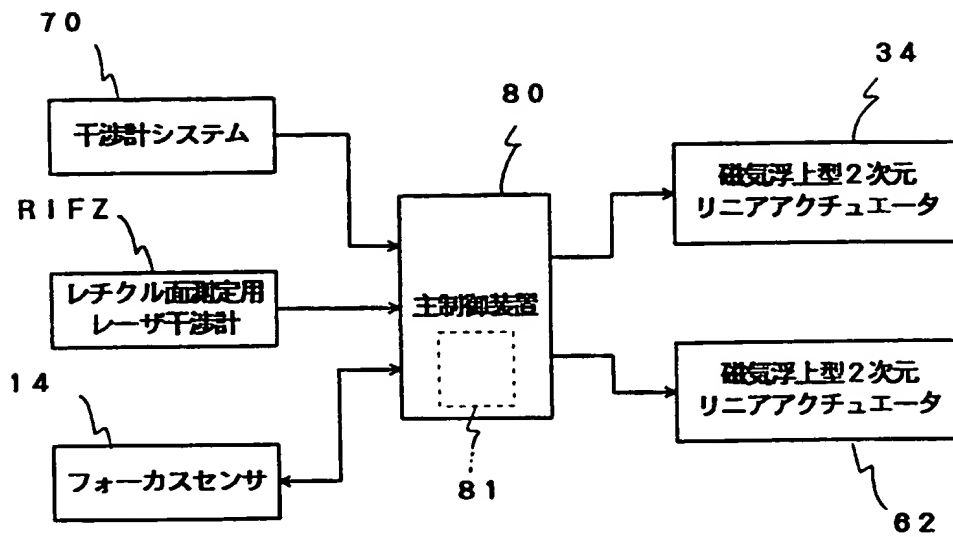 70
干渉計システム
RIFZ
レチクル面測定用
レーザ干渉計
14
フォーカスセンサ
80
主制御装置
81
34
磁気浮上型2次元
リニアアクチュエータ
磁気浮上型2次元
リニアアクチュエータ
62